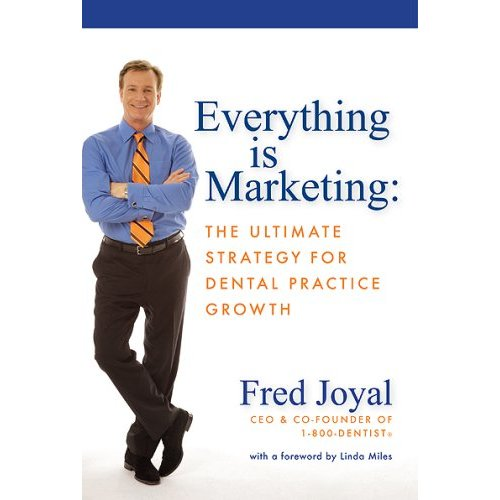 Everything
is
Marketing:
THE ULTIMATE
STRATEGY FOR
DENTAL PRACTICE
GROWTH
Fred Joyal
CEO & CO-FOUNDER OF
1-800-DENTIST®
with a foreword by Linda Miles